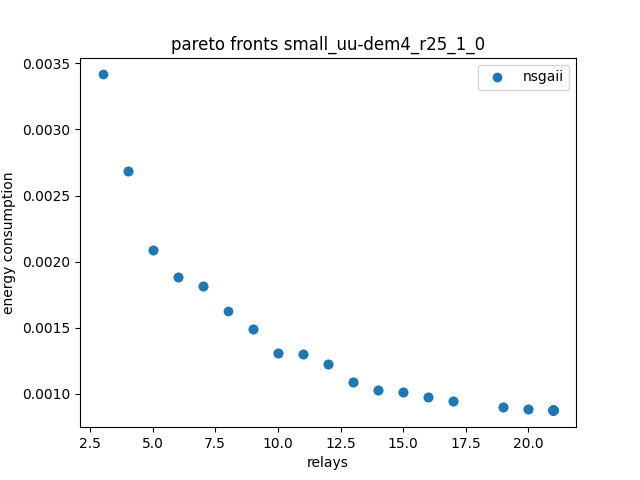 pareto fronts small_uu-dem4_r25_1_0
nsgaii
0.0035
0.0030
0.0025
0.0020
0.0015
0.0010
energy consumption
2.5 5.0 7.5 10.0 12.5 15.0 17.5 20.0
relays